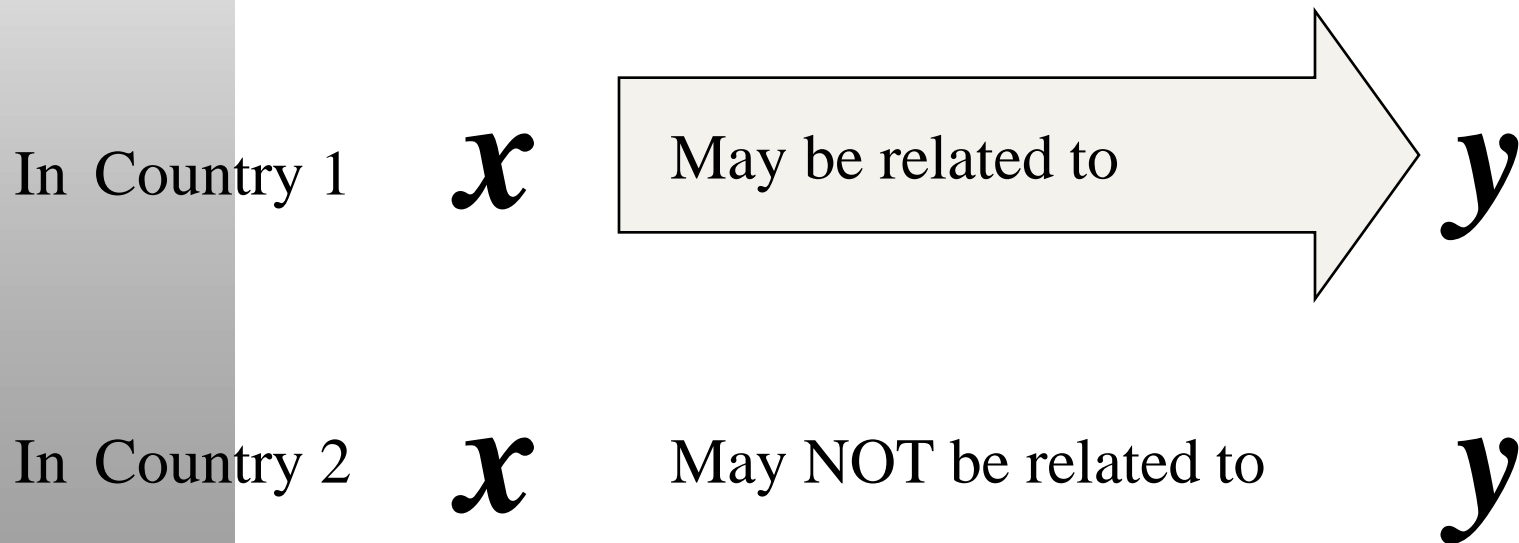 In Country 1 x May be related to y
In Country 2 x May NOT be related to y